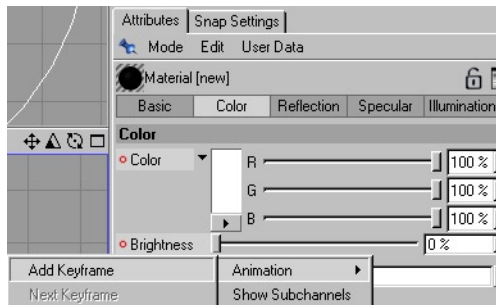 Attributes Snap Settings
Mode Edit User Data
Material [new]
Basic Color Reflection Specular Illumination
Color
Color R 100 %
G 100 %
B 100 %
Brightness 0 %
Add Keyframe Animation
Next Keyframe Show Subchannels